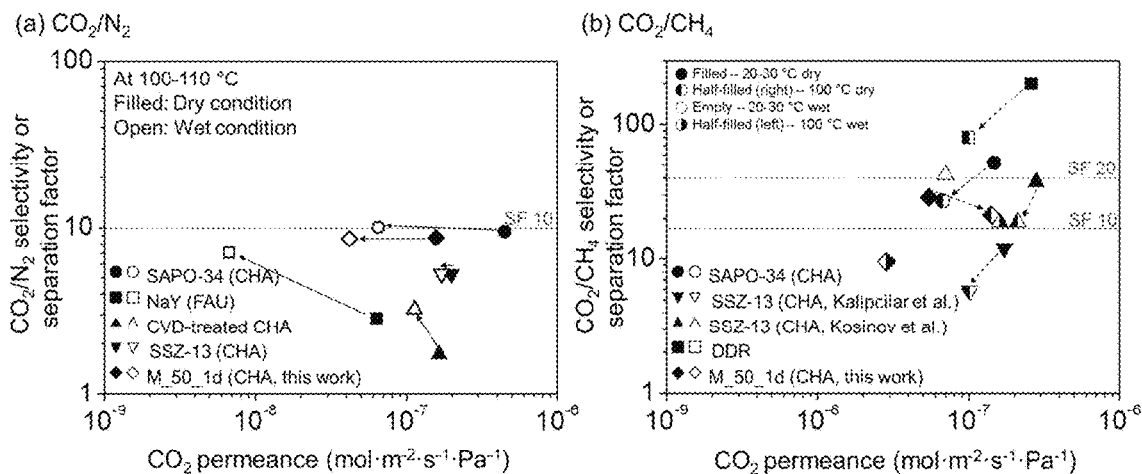 (a) CO₂/N₂
CO₂/N₂ selectivity or
separation factor
100
10
1
At 100-110 °C
Filled: Dry condition
Open: Wet condition
SF 10
SAPO-34 (CHA)
NaY (FAU)
CVD-treated CHA
SSZ-13 (CHA)
M_50_1d (CHA, this work)
10⁻⁹
10⁻⁸
10⁻⁷
10⁻⁶
CO₂ permeance (mol·m⁻²·s⁻¹·Pa⁻¹)
(b) CO₂/CH₄
CO₂/CH₄ selectivity or
separation factor
100
10
1
Filled -- 20-30 °C dry
Half-filled (right) -- 100 °C dry
Empty -- 20-30 °C wet
Half-filled (left) -- 100 °C wet
SF 20
SF 10
SAPO-34 (CHA)
SSZ-13 (CHA, Kalipcilar et al.)
SSZ-13 (CHA, Kosinov et al.)
DDR
M_50_1d (CHA, this work)
10⁻⁹
10⁻⁸
10⁻⁷
10⁻⁶
CO₂ permeance (mol·m⁻²·s⁻¹·Pa⁻¹)